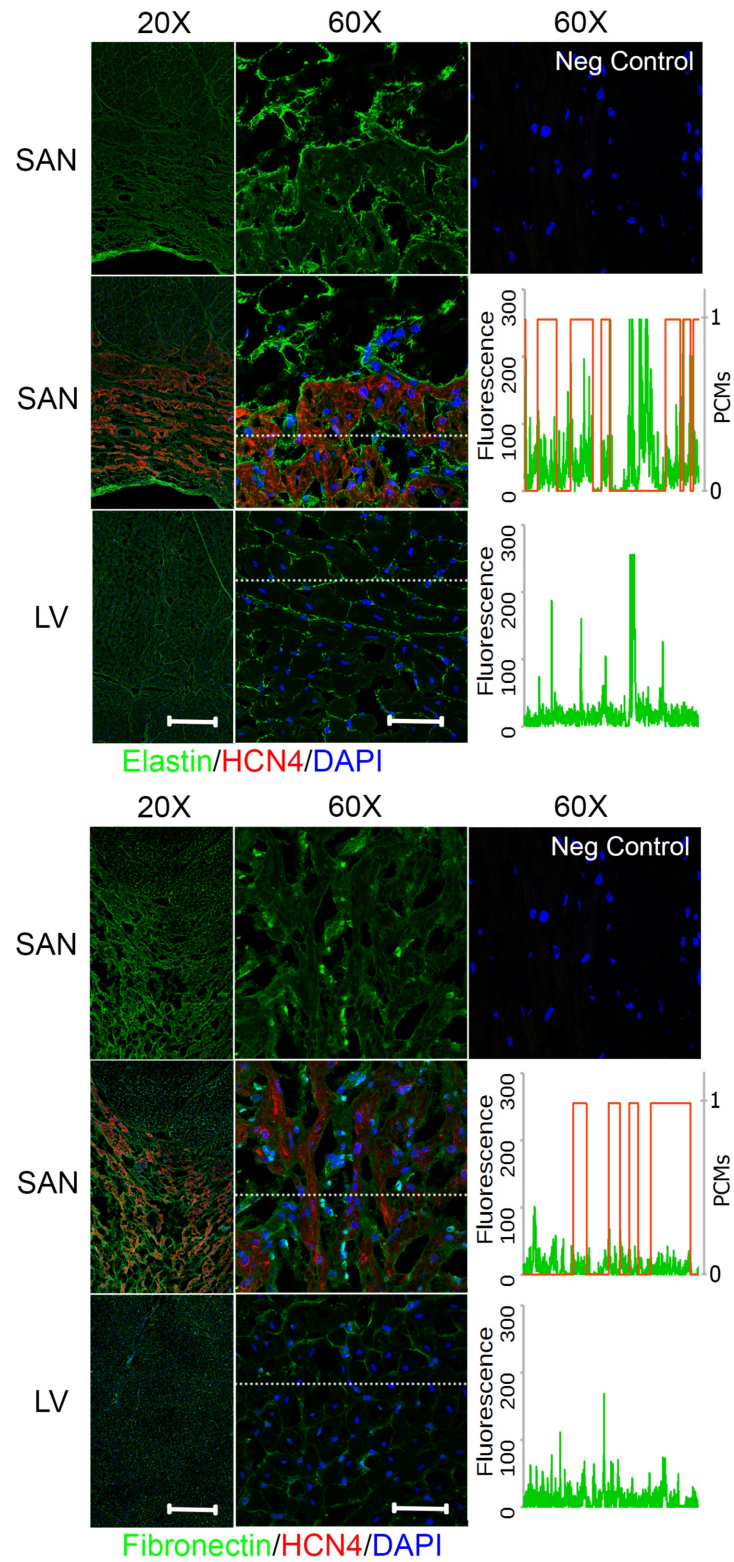 20X 60X 60X
Neg Control
SAN
SAN
300
200
100
0
Fluorescence
1
0
PCMs
LV
300
200
100
0
Fluorescence
Elastin/HCN4/DAPI
20X 60X 60X
Neg Control
SAN
SAN
300
200
100
0
Fluorescence
1
0
PCMs
LV
300
200
100
0
Fluorescence
Fibronectin/HCN4/DAPI